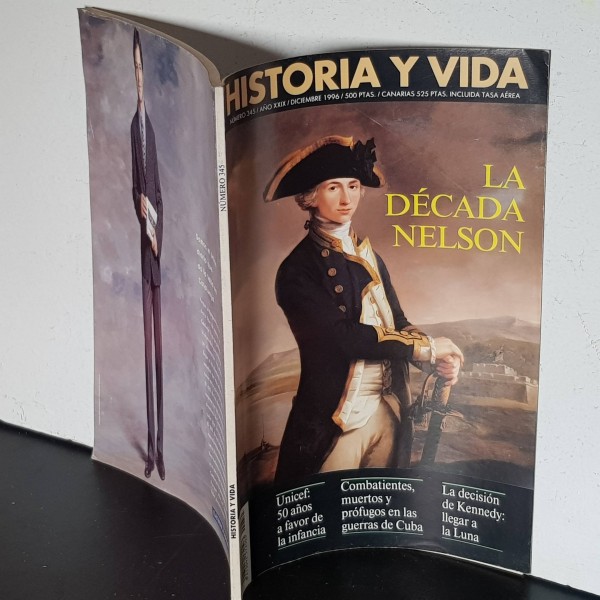 HISTORIA Y VIDA
NÚMERO 345 / AÑO XXIX / DICIEMBRE 1996 / 500 PTAS. / CANARIAS 525 PTAS. INCLUIDA TASA AÉREA
LA
DÉCADA
NELSON
Unicef:
50 años
a favor de
la infancia
Combatientes,
muertos y
prófugos en las
guerras de Cuba
La decisión
de Kennedy:
llegar a
la Luna
NÚMERO 345
HISTORIA Y VIDA